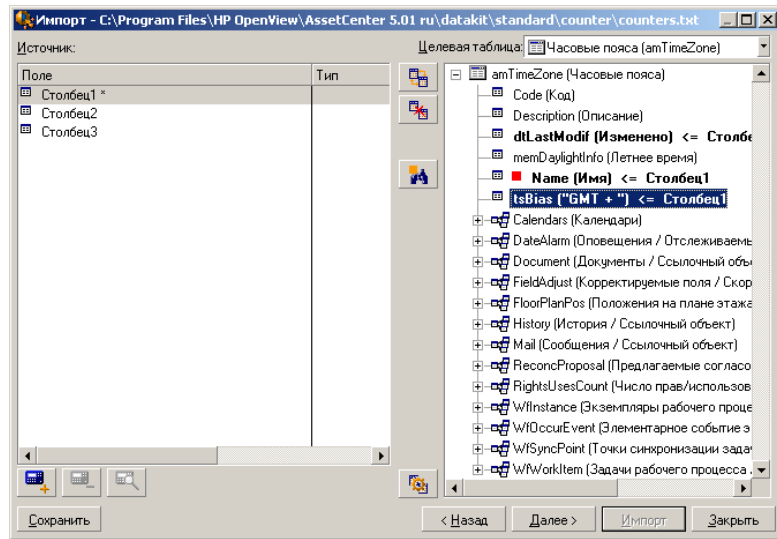 Импорт - C:\Program Files\HP OpenView\AssetCenter 5.01 ru\datakit\standard\counter\counters.txt
Источник:
Целевая таблица: Часовые пояса (amTimeZone)
Поле Тип
Столбец1 *
Столбец2
Столбец3
amTimeZone (Часовые пояса)
Code (Код)
Description (Описание)
dtLastModif (Изменено) <= Столбе
memDaylightInfo (Летнее время)
Name (Имя) <= Столбец1
tsBias ("GMT + ") <= Столбец1
Calendars (Календари)
DateAlarm (Оповещения / Отслеживаемь
Document (Документы / Ссылочный объ
FieldAdjust (Корректируемые поля / Скор
FloorPlanPos (Положения на плане этажа
History (История / Ссылочный объект)
Mail (Сообщения / Ссылочный объект)
ReconcProposal (Предлагаемые согласо
RightsUsesCount (Число прав/использов
WfInstance (Экземпляры рабочего проце
WfOccurEvent (Элементарное событие э
WfSyncPoint (Точки синхронизации зада
WfWorkItem (Задачи рабочего процесса .
Сохранить
< Назад
Далее >
Импорт
Закрыть